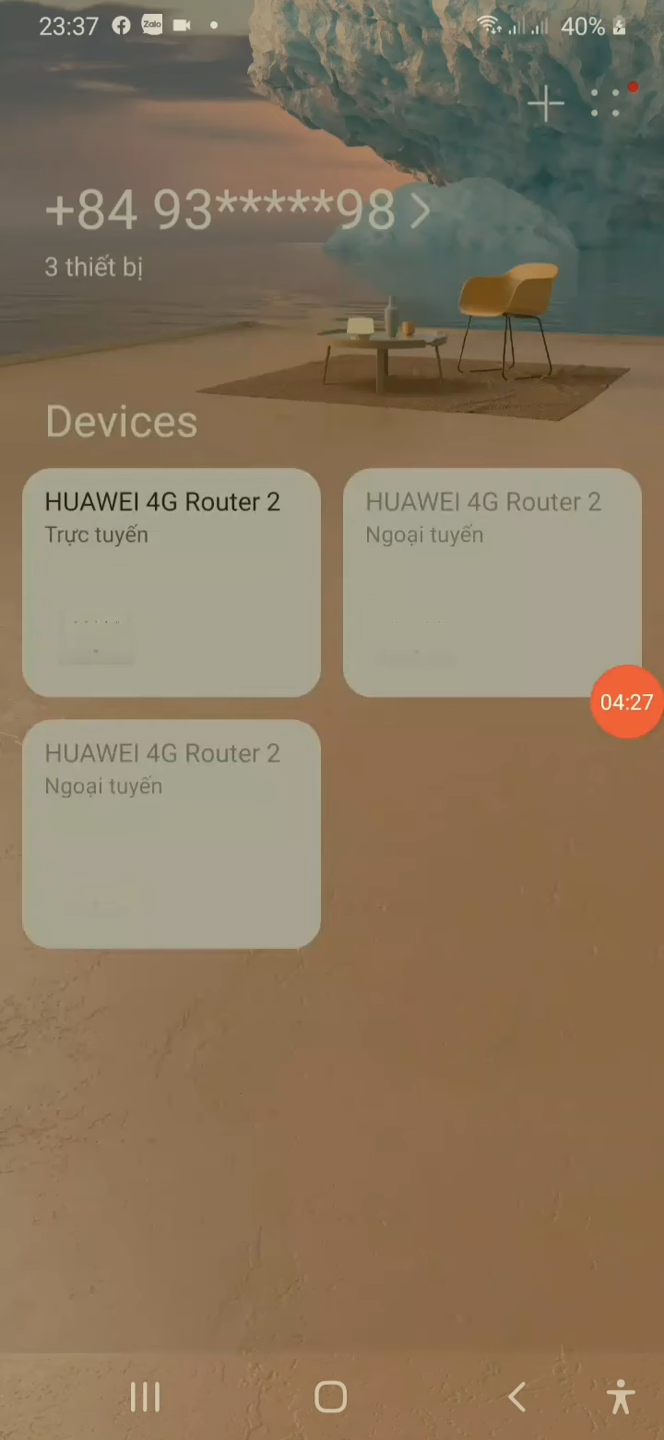 23:37
Zalo
40%
+84 93*****98
3 thiết bị
Devices
HUAWEI 4G Router 2
Trực tuyến
HUAWEI 4G Router 2
Ngoại tuyến
04:27
HUAWEI 4G Router 2
Ngoại tuyến